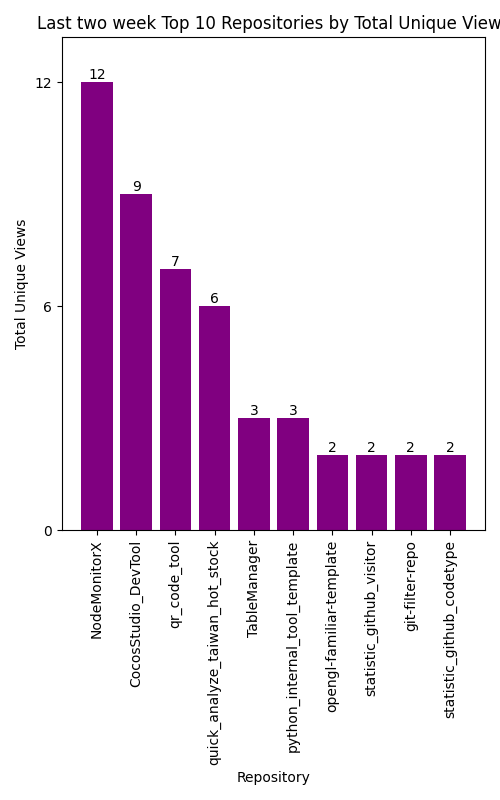 Last two week Top 10 Repositories by Total Unique View
12
9
7
6
3
3
2
2
2
2
12
6
0
Total Unique Views
NodeMonitorX
CocosStudio_DevTool
qr_code_tool
quick_analyze_taiwan_hot_stock
TableManager
python_internal_tool_template
opengl-familiar-template
statistic_github_visitor
git-filter-repo
statistic_github_codetype
Repository